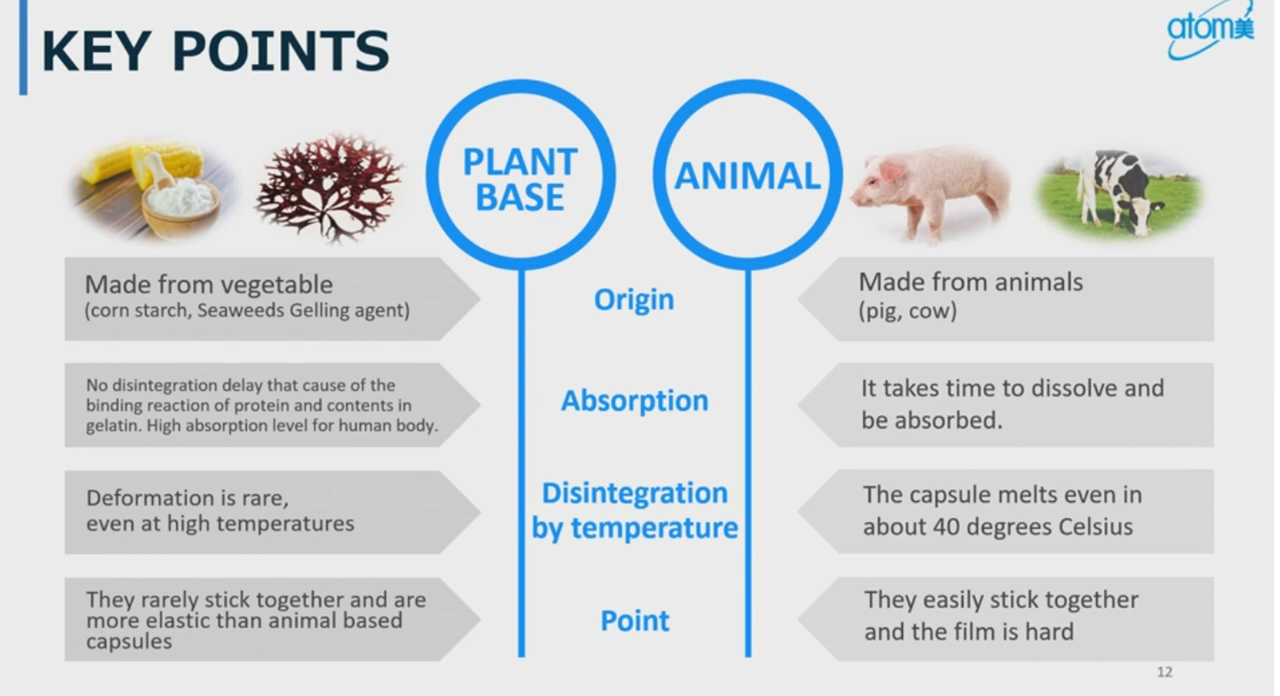 KEY POINTS
atom美
PLANT
BASE
ANIMAL
Made from vegetable
(corn starch, Seaweeds Gelling agent)
Origin
Made from animals
(pig, cow)
No disintegration delay that cause of the
binding reaction of protein and contents in
gelatin. High absorption level for human body.
Absorption
It takes time to dissolve and
be absorbed.
Deformation is rare,
even at high temperatures
Disintegration
by temperature
The capsule melts even in
about 40 degrees Celsius
They rarely stick together and are
more elastic than animal based
capsules
Point
They easily stick together
and the film is hard
12